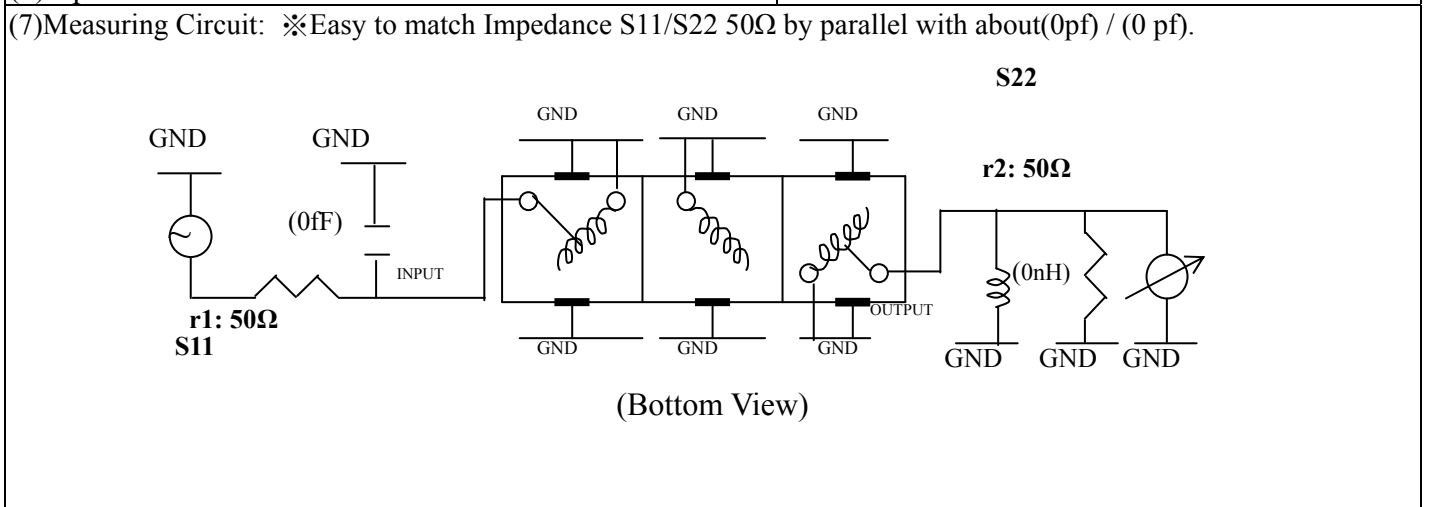 (7)Measuring Circuit: ※Easy to match Impedance S11/S22 50Ω by parallel with about(0pf) / (0 pf).
S22
GND GND GND
GND GND
r2: 50Ω
(0fF)
INPUT
(0nH)
OUTPUT
r1: 50Ω
S11
GND GND GND
GND GND GND
(Bottom View)